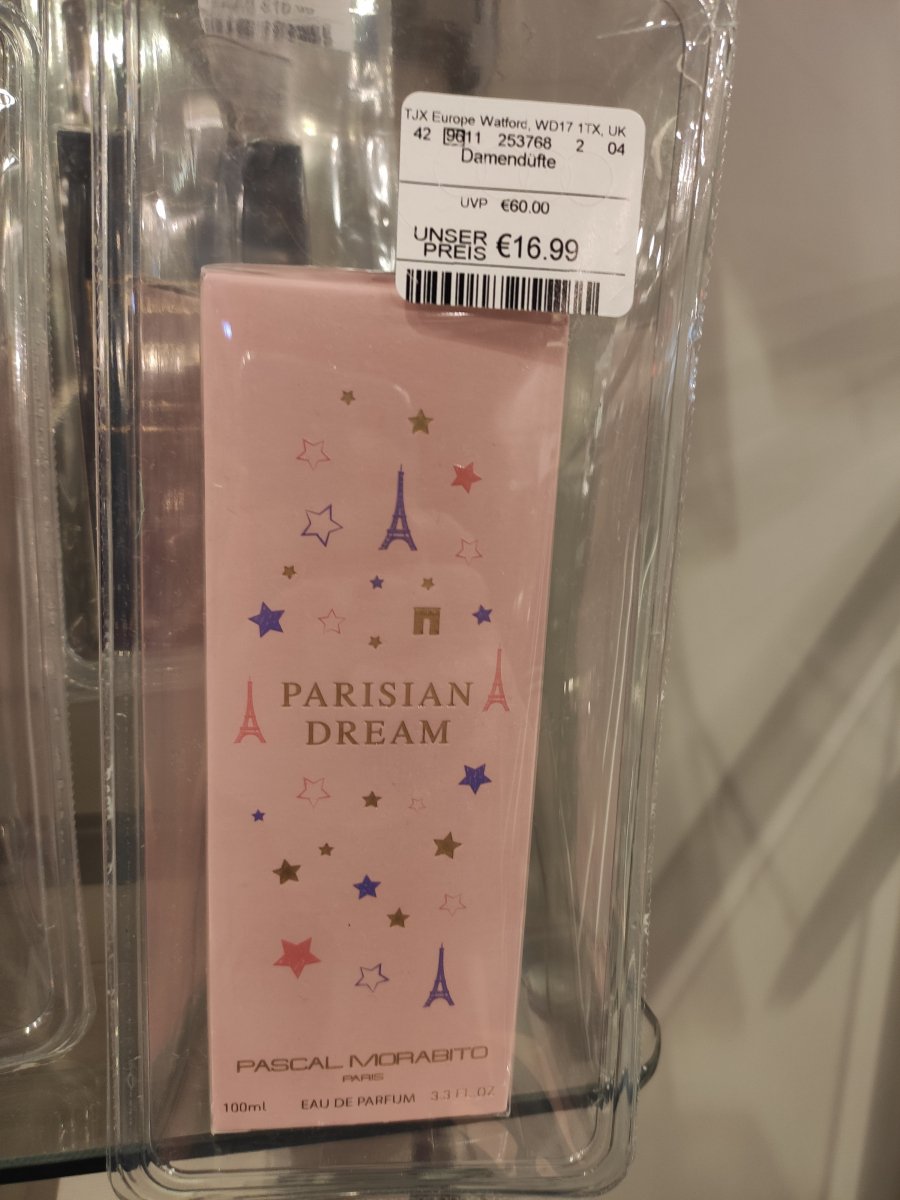 TJX Europe Watford, WD17 1TX, UK
42 9611 253768 2 04
Damendüfte
UVP €60.00
UNSER PREIS €16.99
PARISIAN
DREAM
PASCAL MORABITO
PARIS
100ml EAU DE PARFUM 3.3 FL.OZ